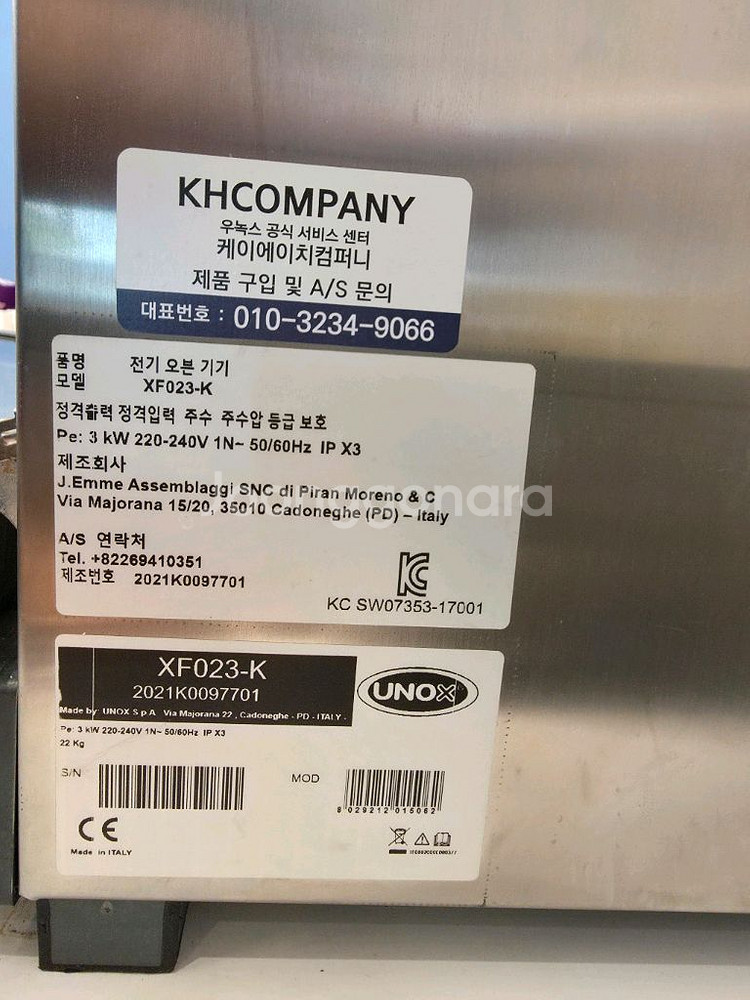 KHCOMPANY
우녹스 공식 서비스 센터
케이에이치컴퍼니
제품 구입 및 A/S 문의
대표번호 : 010-3234-9066
품명 전기 오븐 기기
모델 XF023-K
정격출력 정격입력 주수 주수압 등급 보호
Pe: 3 kW 220-240V 1N~ 50/60Hz IP X3
제조회사
J.Emme Assemblaggi SNC di Piran Moreno & C
Via Majorana 15/20, 35010 Cadoneghe (PD) – Italy
A/S 연락처
Tel. +82269410351
제조번호 2021K0097701
KC SW07353-17001
XF023-K
2021K0097701
UNOX
Made by: UNOX S.p.A. Via Majorana 22 , Cadoneghe - PD - ITALY -
Pe: 3 kW 220-240V 1N~ 50/60Hz IP X3
22 Kg
S/N
MOD
8 029212 015062
CE
Made in ITALY